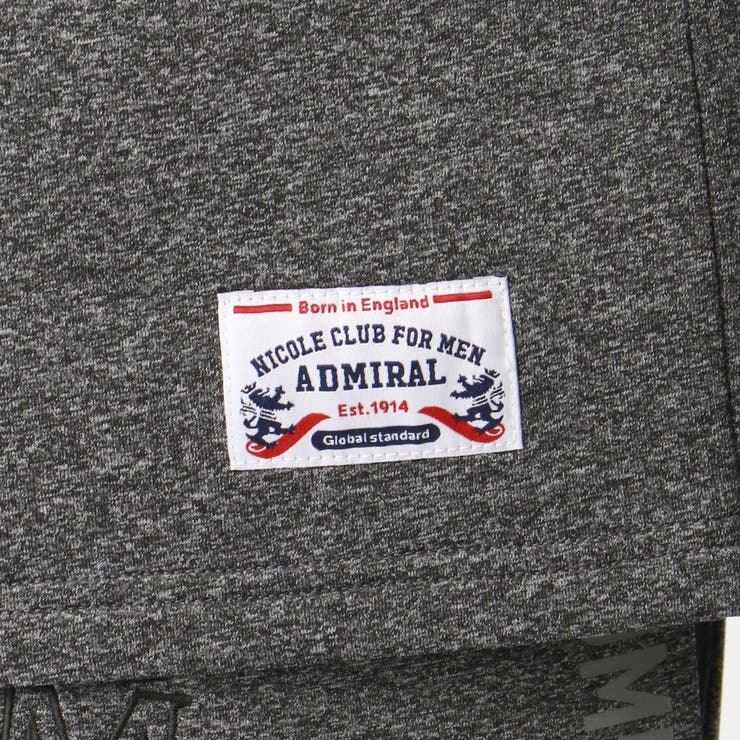 Born in England
NICOLE CLUB FOR MEN
ADMIRAL
Est.1914
Global standard